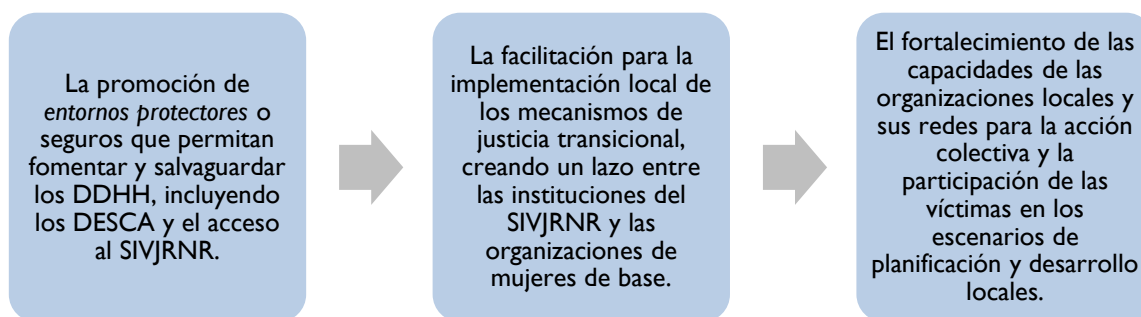 La promoción de
entornos protectores o
seguros que permitan
fomentar y salvaguardar
los DDHH, incluyendo
los DESCA y el acceso
al SIVJRNR.
La facilitación para la
implementación local de
los mecanismos de
justicia transicional,
creando un lazo entre
las instituciones del
SIVJRNR y las
organizaciones de
mujeres de base.
El fortalecimiento de las
capacidades de las
organizaciones locales y
sus redes para la acción
colectiva y la
participación de las
víctimas en los
escenarios de
planificación y desarrollo
locales.